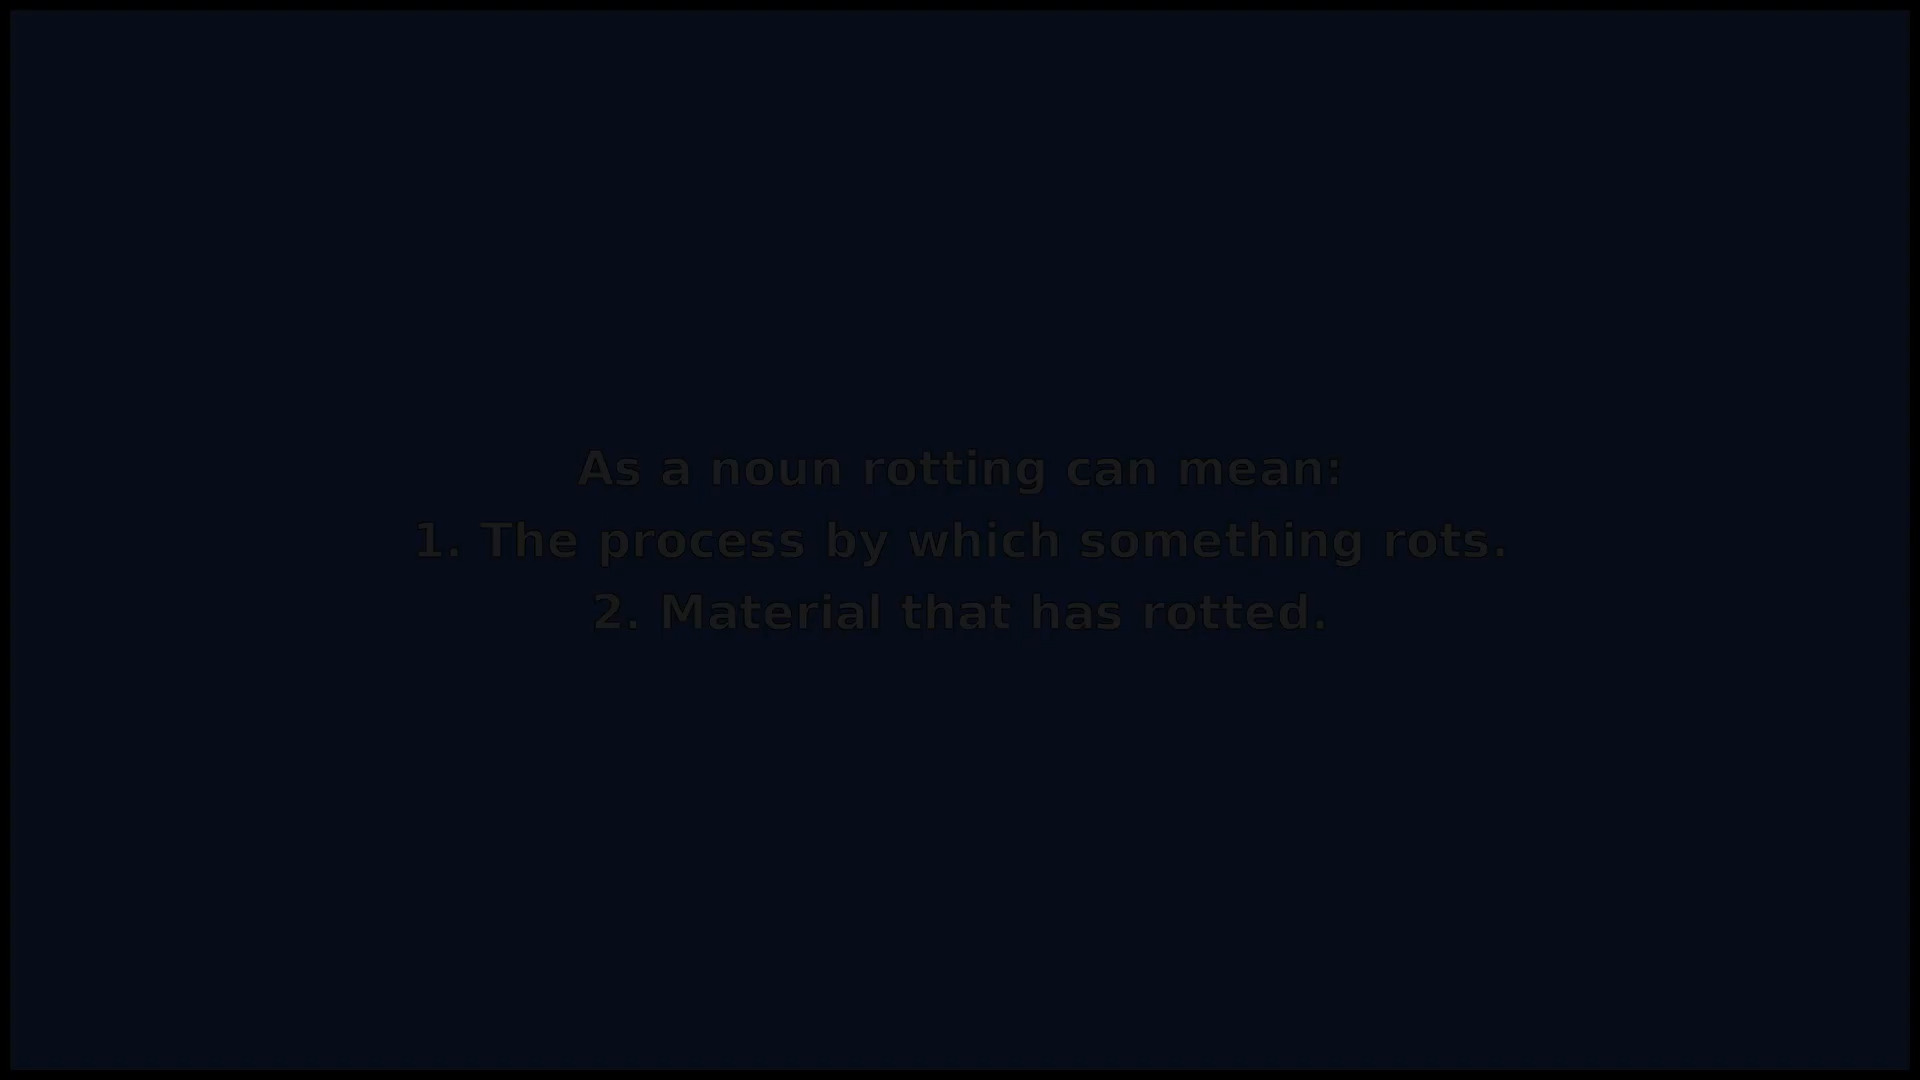 As a noun rotting can mean:
1. The process by which something rots.
2. Material that has rotted.